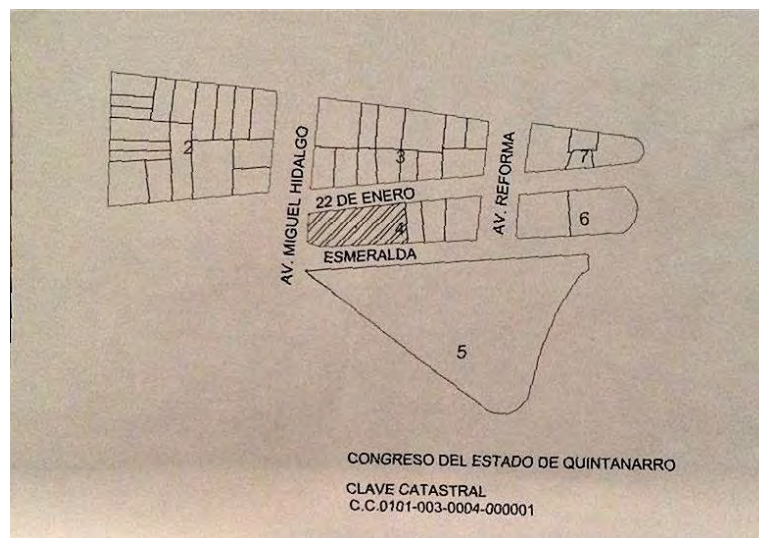 2
AV. MIGUEL HIDALGO
3
AV. REFORMA
7
22 DE ENERO
4
6
ESMERALDA
5
CONGRESO DEL ESTADO DE QUINTANARRO
CLAVE CATASTRAL
C.C.0101-003-0004-000001